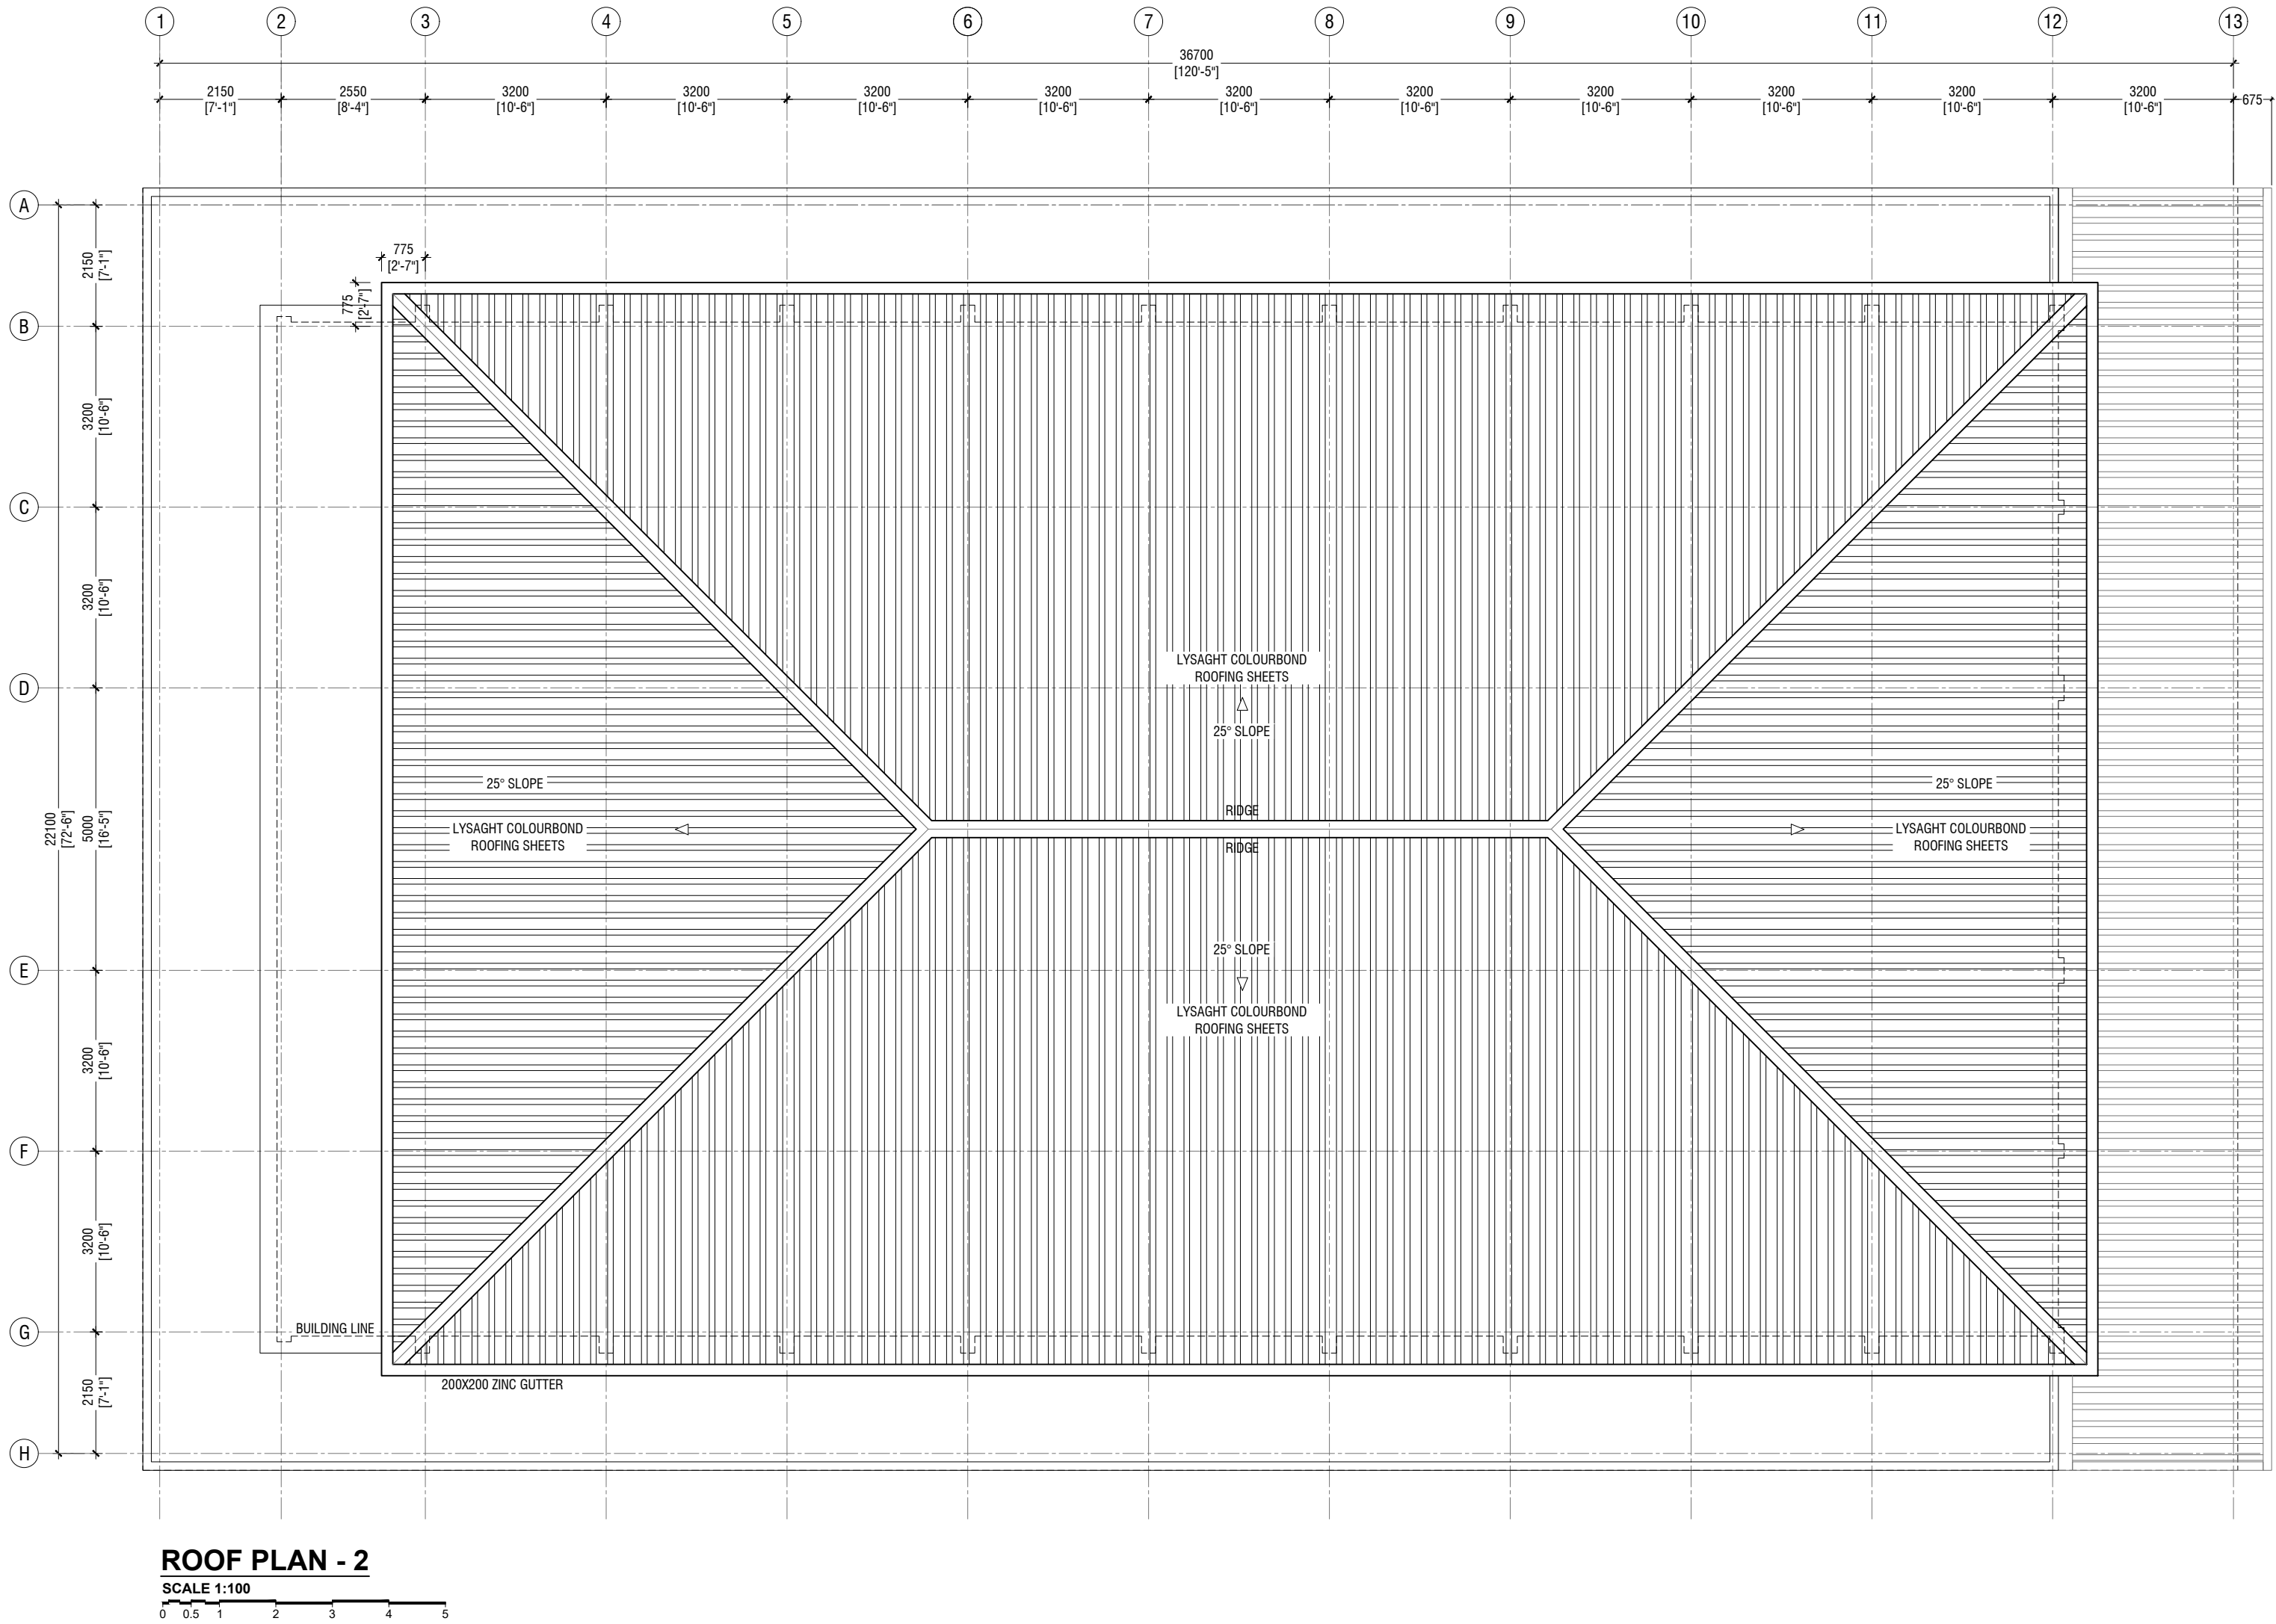 1 2 3 4 5 6 7 8 9 10 11 12 13
36700
[120'-5"]
2150 2550 3200 3200 3200 3200 3200 3200 3200 3200 3200 3200 675
[7'-1"] [8'-4"] [10'-6"] [10'-6"] [10'-6"] [10'-6"] [10'-6"] [10'-6"] [10'-6"] [10'-6"] [10'-6"] [10'-6"]
A
2150
[7'-1"]
775
[2'-7"]
775
[2'-7"]
B
3200
[10'-6"]
C
3200
[10'-6"]
LYSAGHT COLOURBOND
ROOFING SHEETS
D
25° SLOPE
25° SLOPE
25° SLOPE
RIDGE
22100
[72'-6"]
5000
[16'-5"]
LYSAGHT COLOURBOND
ROOFING SHEETS
LYSAGHT COLOURBOND
ROOFING SHEETS
RIDGE
25° SLOPE
E
LYSAGHT COLOURBOND
ROOFING SHEETS
3200
[10'-6"]
F
3200
[10'-6"]
BUILDING LINE
G
200X200 ZINC GUTTER
2150
[7'-1"]
H
ROOF PLAN - 2
SCALE 1:100
0 0.5 1 2 3 4 5